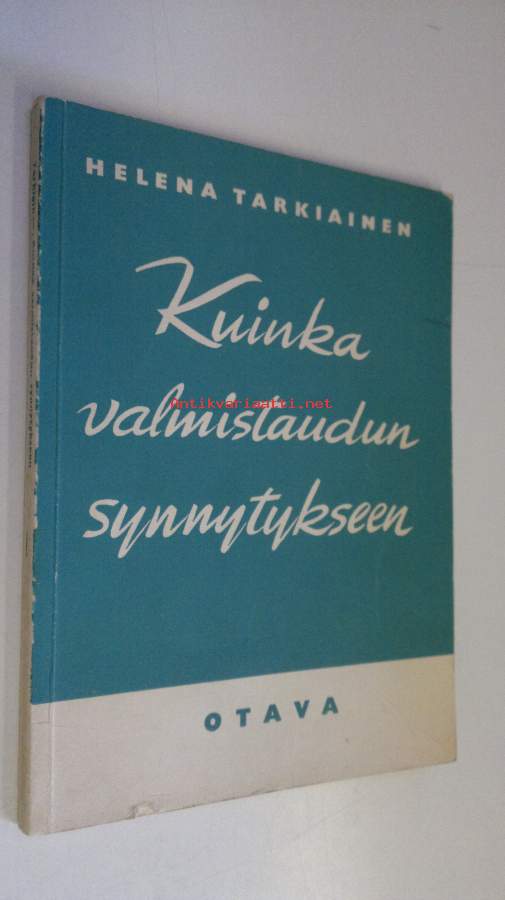 HELENA TARKIAINEN
Kuinka
valmistaudun
synnytykseen
Antikvariaatti.net
OTAVA